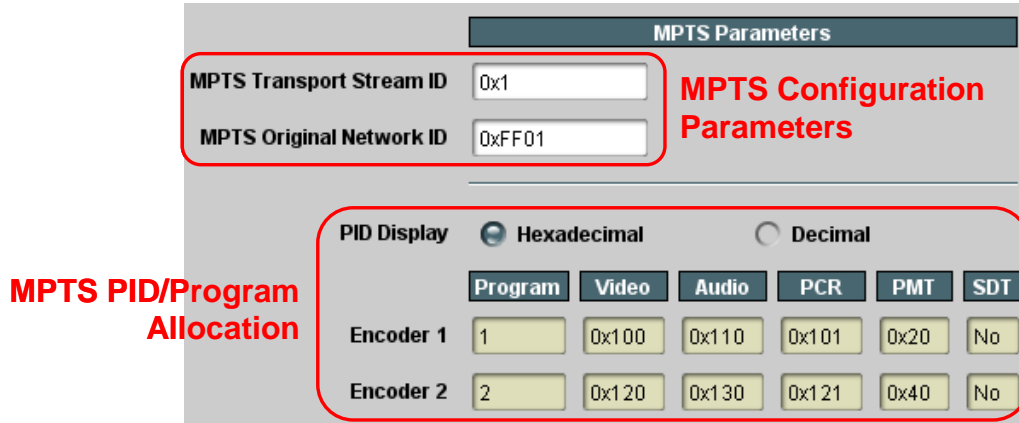 MPTS Parameters
MPTS Transport Stream ID 0x1
MPTS Original Network ID 0xFF01
MPTS Configuration
Parameters
PID Display Hexadecimal Decimal
MPTS PID/Program
Allocation
Program Video Audio PCR PMT SDT
Encoder 1 1 0x100 0x110 0x101 0x20 No
Encoder 2 2 0x120 0x130 0x121 0x40 No